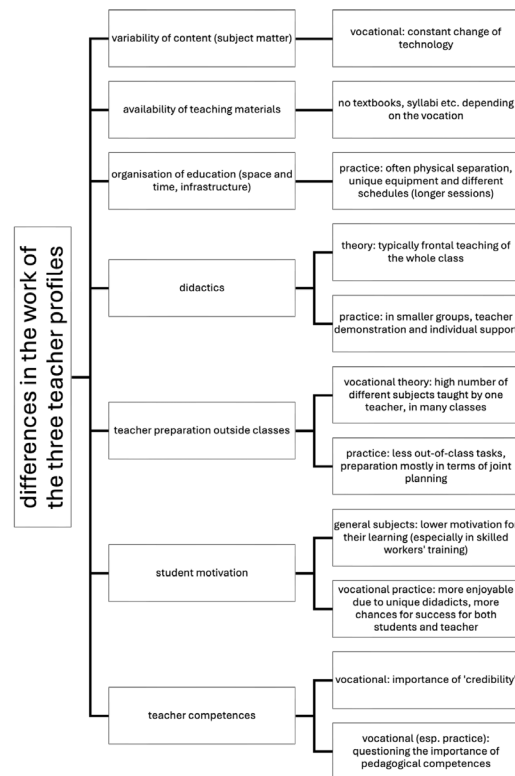 differences in the work of
the three teacher profiles
variability of content (subject matter)
vocational: constant change of
technology
availability of teaching materials
no textbooks, syllabi etc. depending
on the vocation
organisation of education (space and
time, infrastructure)
practice: often physical separation,
unique equipment and different
schedules (longer sessions)
didactics
theory: typically frontal teaching of
the whole class
practice: in smaller groups, teacher
demonstration and individual support
teacher preparation outside classes
vocational theory: high number of
different subjects taught by one
teacher, in many classes
practice: less out-of-class tasks,
preparation mostly in terms of joint
planning
student motivation
general subjects: lower motivation for
their learning (especially in skilled
workers' training)
vocational practice: more enjoyable
due to unique didadicts, more
chances for success for both
students and teacher
teacher competences
vocational: importance of 'credibility'
vocational (esp. practice):
questioning the importance of
pedagogical competences